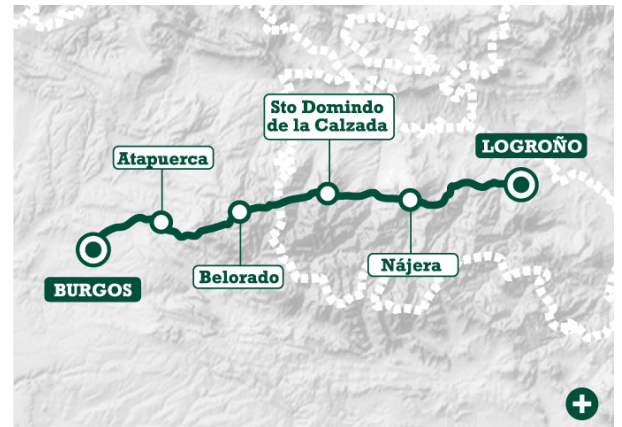 Sto Domindo
de la Calzada
LOGROÑO
Atapuerca
Belorado
Nájera
BURGOS